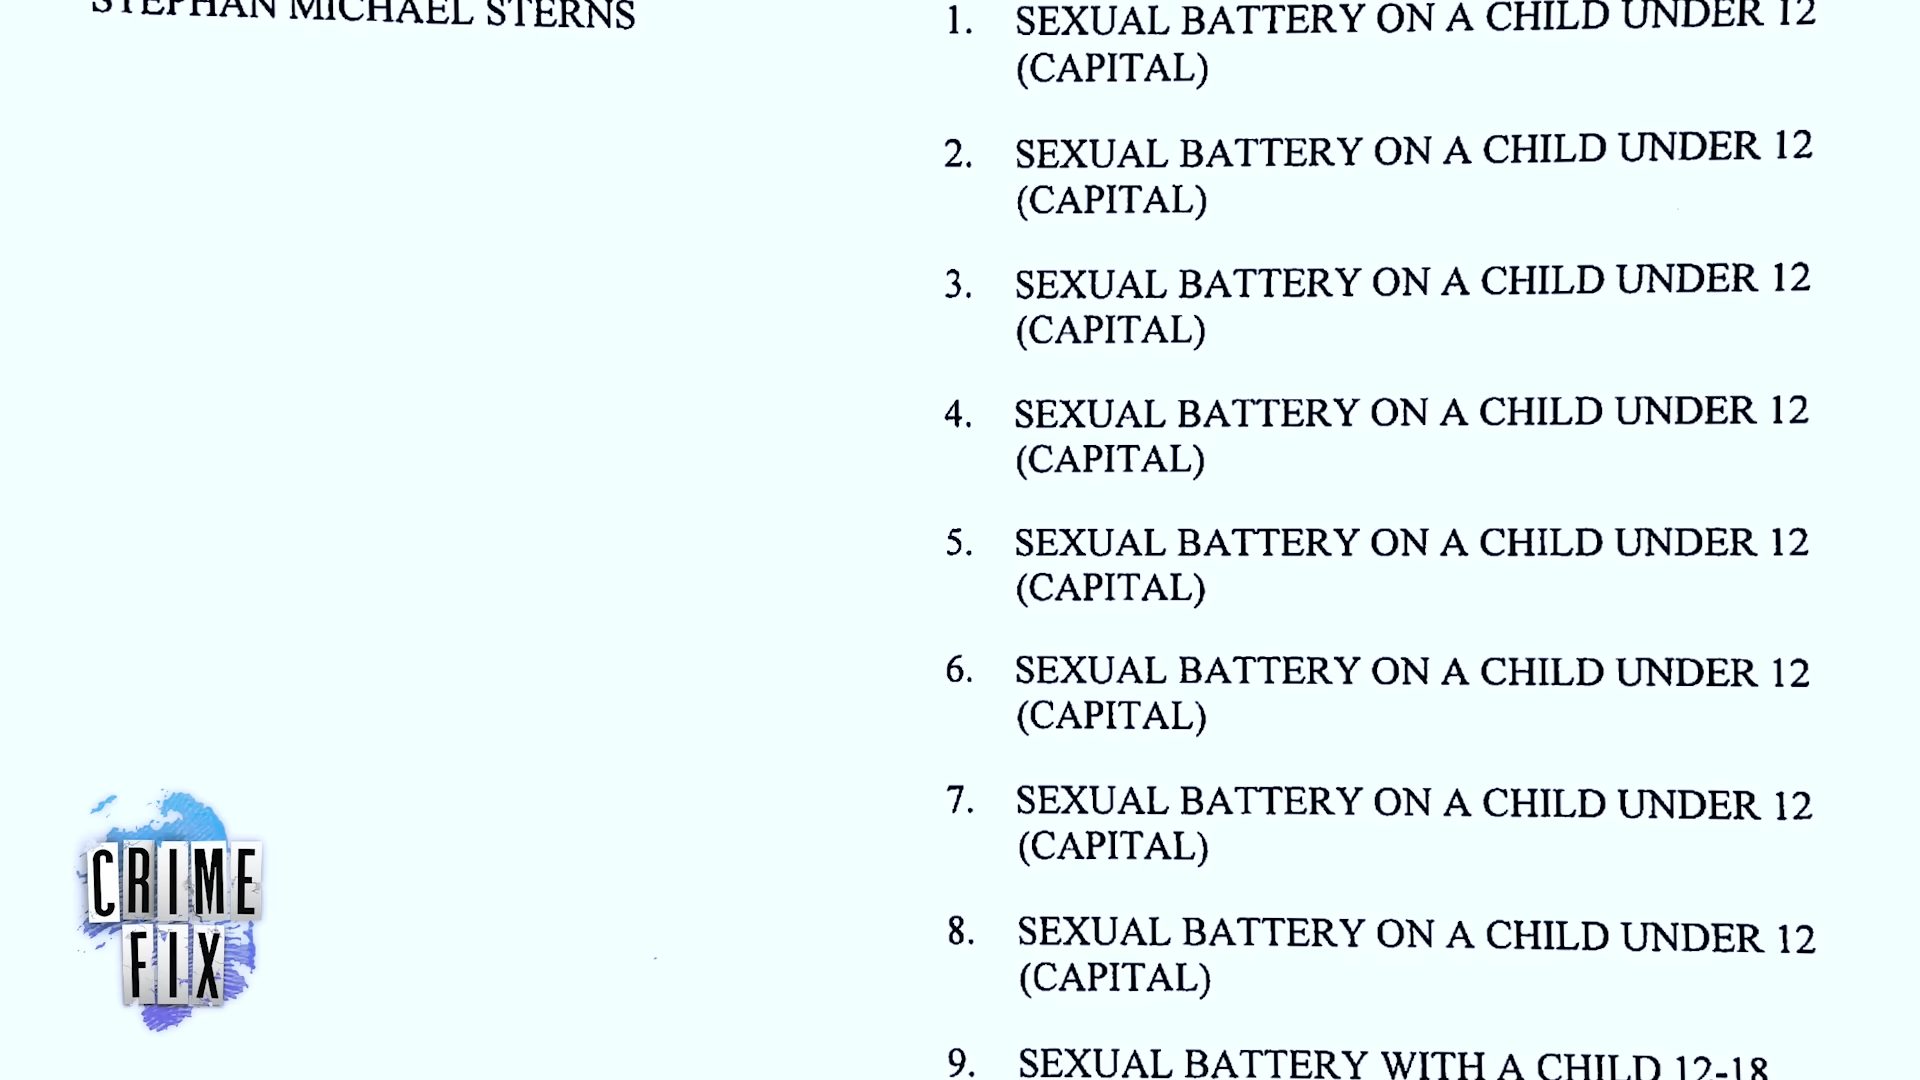 STEPHAN MICHAEL STERNS
1. SEXUAL BATTERY ON A CHILD UNDER 12
(CAPITAL)
2. SEXUAL BATTERY ON A CHILD UNDER 12
(CAPITAL)
3. SEXUAL BATTERY ON A CHILD UNDER 12
(CAPITAL)
4. SEXUAL BATTERY ON A CHILD UNDER 12
(CAPITAL)
5. SEXUAL BATTERY ON A CHILD UNDER 12
(CAPITAL)
6. SEXUAL BATTERY ON A CHILD UNDER 12
(CAPITAL)
7. SEXUAL BATTERY ON A CHILD UNDER 12
(CAPITAL)
8. SEXUAL BATTERY ON A CHILD UNDER 12
(CAPITAL)
9. SEXUAL BATTERY WITH A CHILD 12-18
CRIME
FIX